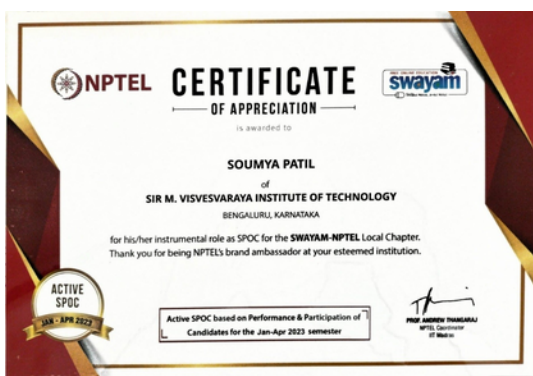 NPTEL
CERTIFICATE
OF APPRECIATION
FREE ONLINE EDUCATION
swayam
is awarded to
SOUMYA PATIL
of
SIR M. VISVESVARAYA INSTITUTE OF TECHNOLOGY
BENGALURU, KARNATAKA
for his/her instrumental role as SPOC for the SWAYAM-NPTEL Local Chapter.
Thank you for being NPTEL's brand ambassador at your esteemed institution.
ACTIVE
SPOC
JAN - APR 2023
Active SPOC based on Performance & Participation of
Candidates for the Jan-Apr 2023 semester
PROF. ANDREW THANGARAJ
NPTEL Coordinator
IIT Madras